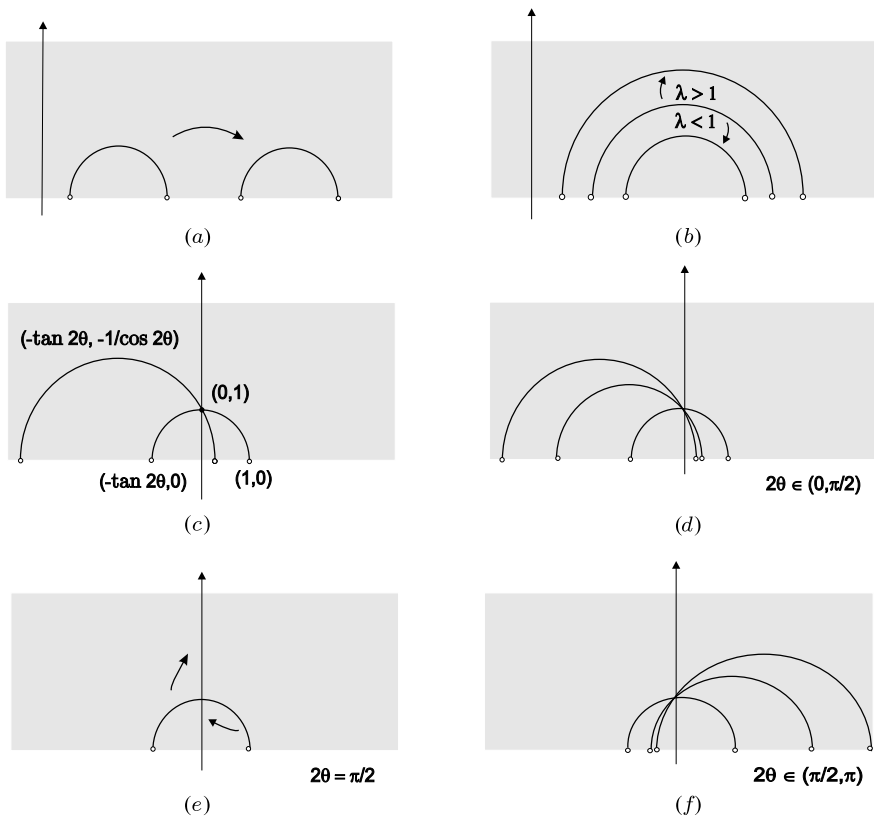 λ > 1
λ < 1
(a)
(b)
(-tan 2θ, -1/cos 2θ)
(0,1)
(-tan 2θ,0)
(1,0)
2θ ∈ (0,π/2)
(c)
(d)
2θ = π/2
2θ ∈ (π/2,π)
(e)
(f)